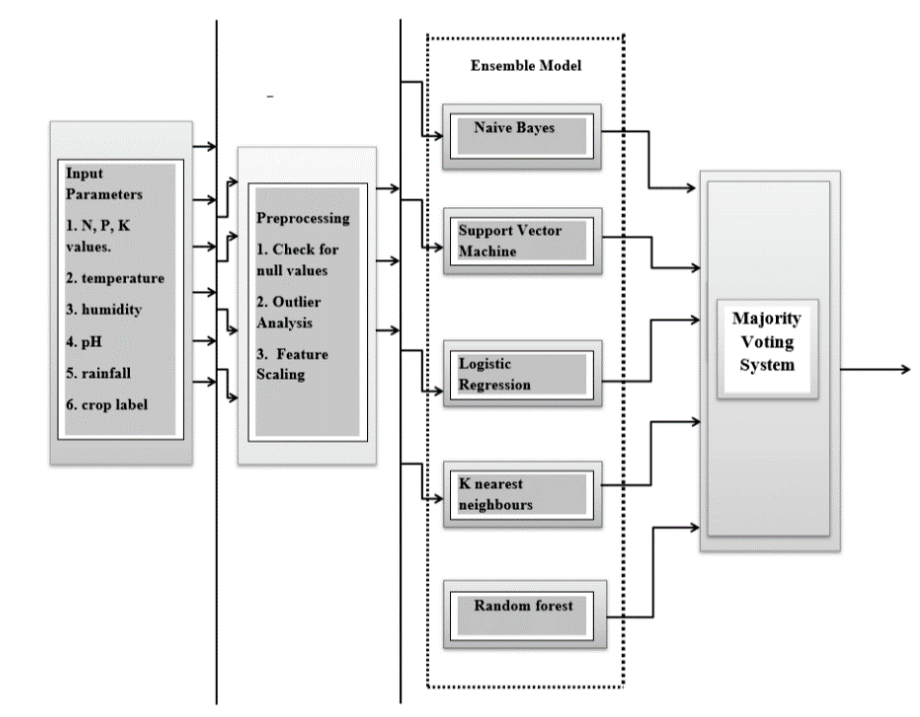 Input
Parameters
1. N, P, K
values.
2. temperature
3. humidity
4. pH
5. rainfall
6. crop label
Preprocessing
1. Check for
null values
2. Outlier
Analysis
3. Feature
Scaling
Ensemble Model
Naive Bayes
Support Vector
Machine
Logistic
Regression
K nearest
neighbours
Random forest
Majority
Voting
System